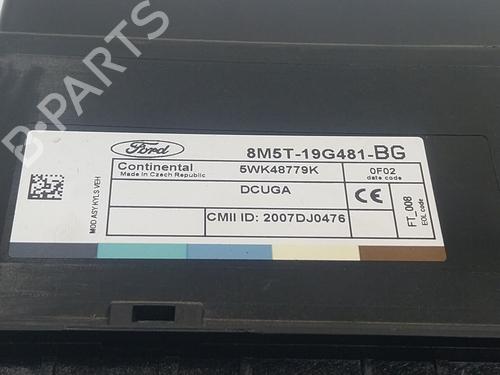 B-PARTS
Ford
8M5T-19G481-BG
Continental
Made in Czech Republic
5WK48779K
0F02
date code
DCUGA
CE
CMII ID: 2007DJ0476
MOD ASY KYLS VEH
FT_008
EOL code